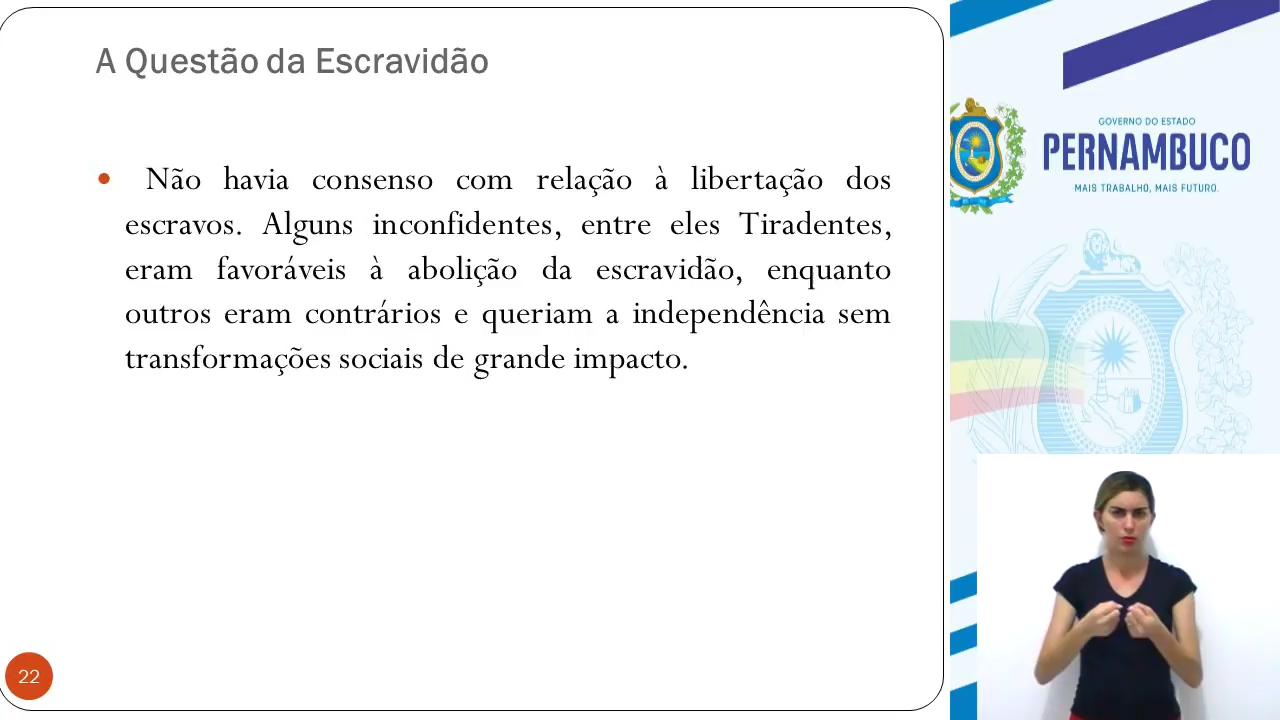 A Questão da Escravidão
Não havia consenso com relação à libertação dos
escravos. Alguns inconfidentes, entre eles Tiradentes,
eram favoráveis à abolição da escravidão, enquanto
outros eram contrários e queriam a independência sem
transformações sociais de grande impacto.
22
GOVERNO DO ESTADO
PERNAMBUCO
MAIS TRABALHO, MAIS FUTURO.